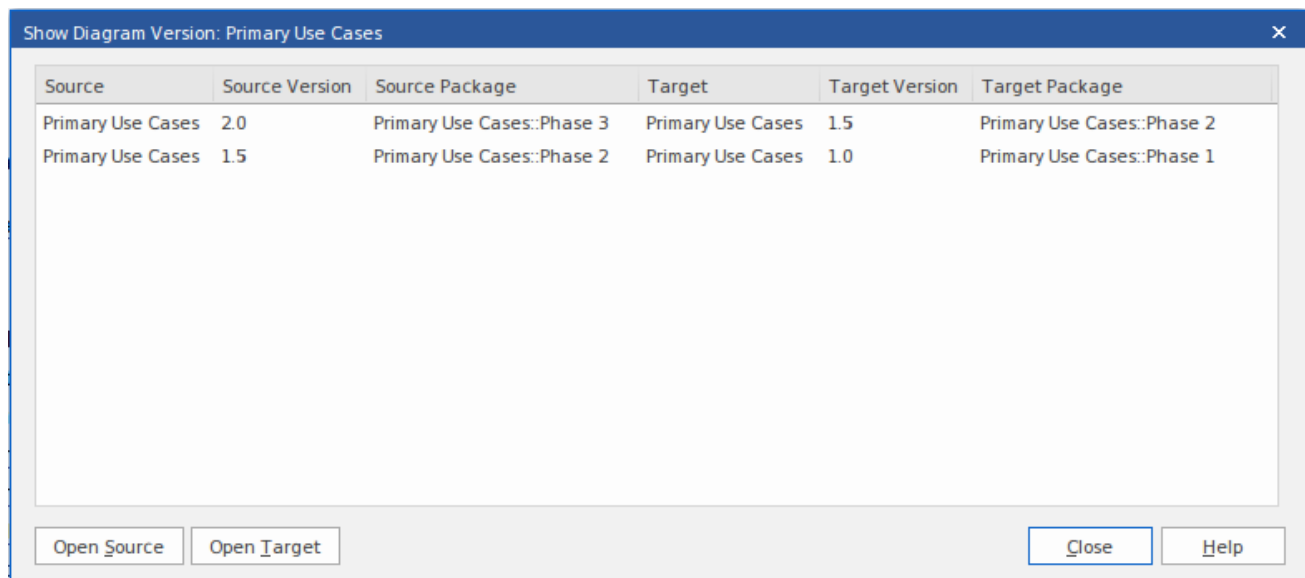 Show Diagram Version: Primary Use Cases
Source Source Version Source Package Target Target Version Target Package
Primary Use Cases 2.0 Primary Use Cases::Phase 3 Primary Use Cases 1.5 Primary Use Cases::Phase 2
Primary Use Cases 1.5 Primary Use Cases::Phase 2 Primary Use Cases 1.0 Primary Use Cases::Phase 1
Open Source Open Target Close Help